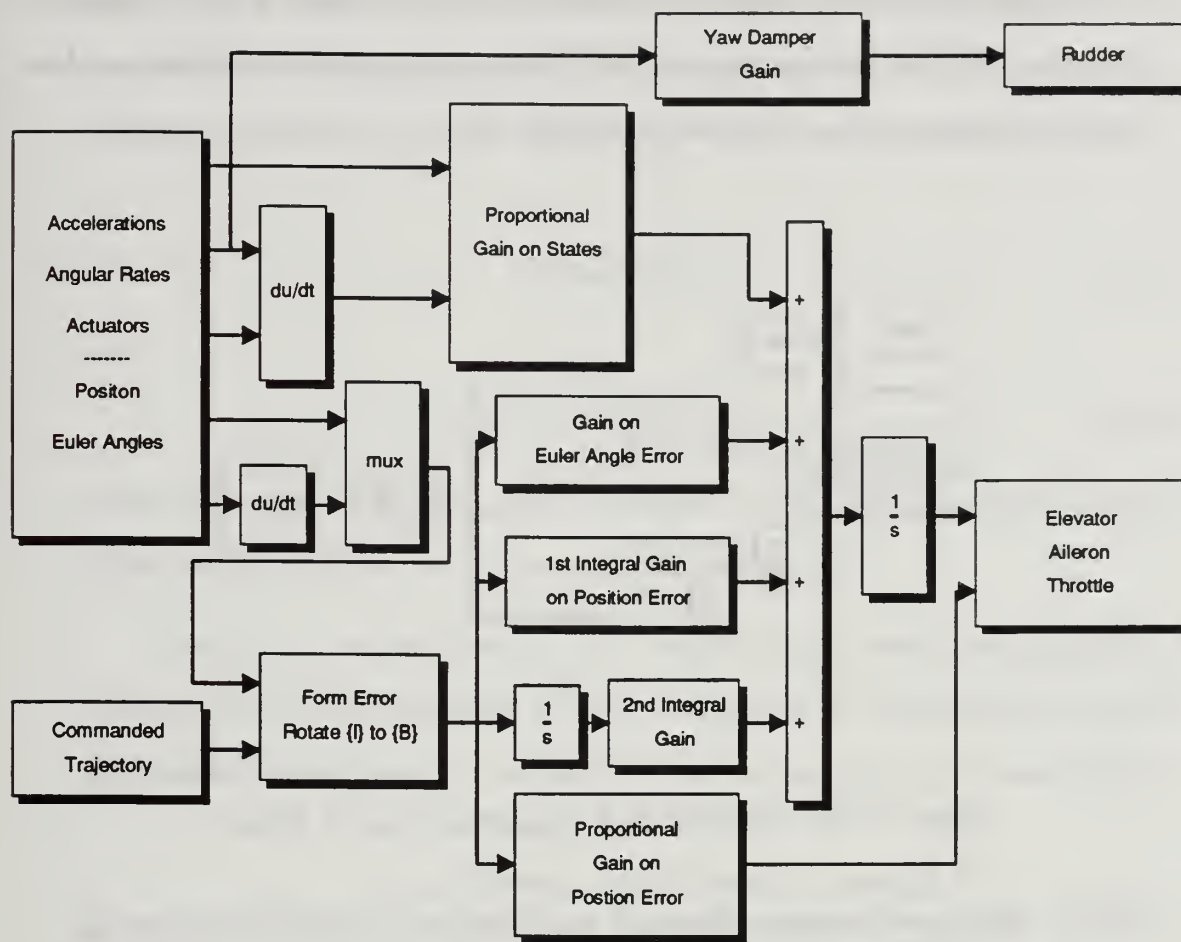 Yaw Damper
Gain
Rudder
Accelerations
Angular Rates
Actuators
-------
Positon
Euler Angles
du/dt
Proportional
Gain on States
+
du/dt
mux
Gain on
Euler Angle Error
+
1st Integral Gain
on Position Error
+
1
s
Elevator
Aileron
Throttle
Commanded
Trajectory
Form Error
Rotate {I} to {B}
1
s
2nd Integral
Gain
+
Proportional
Gain on
Postion Error